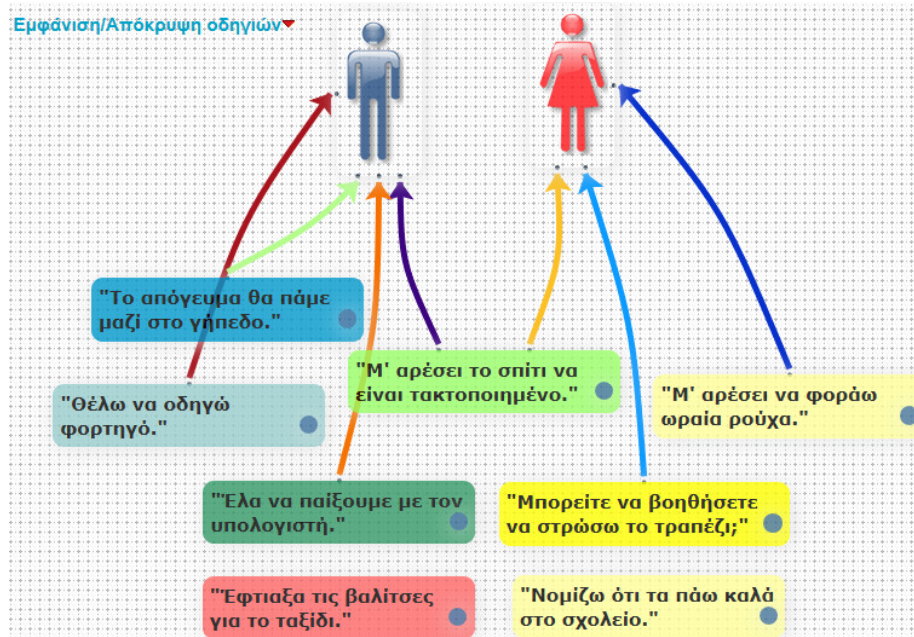 Εμφάνιση/Απόκρυψη οδηγιών
"Το απόγευμα θα πάμε
μαζί στο γήπεδο."
"Μ' αρέσει το σπίτι να
είναι τακτοποιημένο."
"Θέλω να οδηγώ
φορτηγό."
"Μ' αρέσει να φοράω
ωραία ρούχα."
"Έλα να παίξουμε με τον
υπολογιστή."
"Μπορείτε να βοηθήσετε
να στρώσω το τραπέζι;"
"Έφτιαξα τις βαλίτσες
για το ταξίδι."
"Νομίζω ότι τα πάω καλά
στο σχολείο."